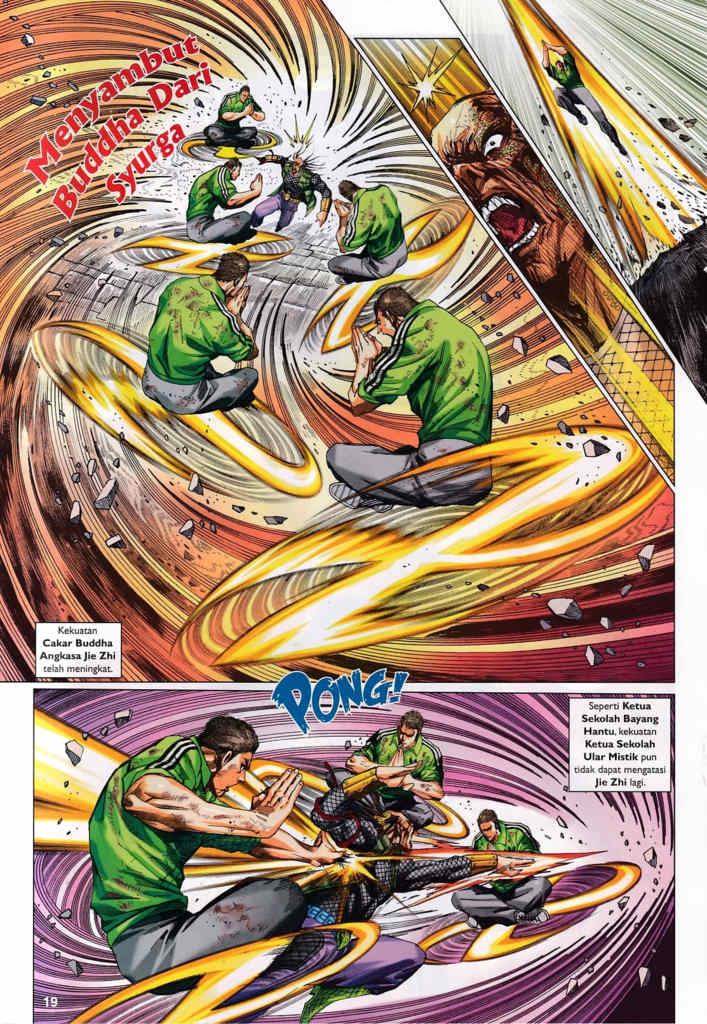 Menyambut
Buddha Dari
Syurga
Kekuatan
Cakar Buddha
Angkasa Jie Zhi
telah meningkat.
PONG!
Seperti Ketua
Sekolah Bayang
Hantu, kekuatan
Ketua Sekolah
Ular Mistik pun
tidak dapat mengatasi
Jie Zhi lagi.
19